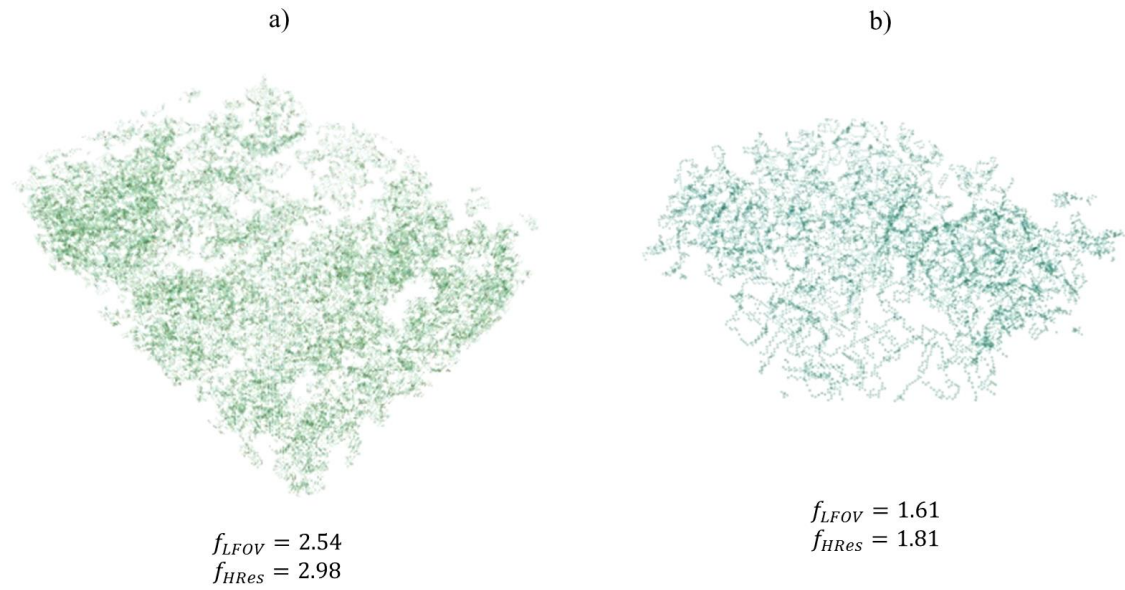 a)
b)
f_LFOV = 2.54
f_HRes = 2.98
f_LFOV = 1.61
f_HRes = 1.81